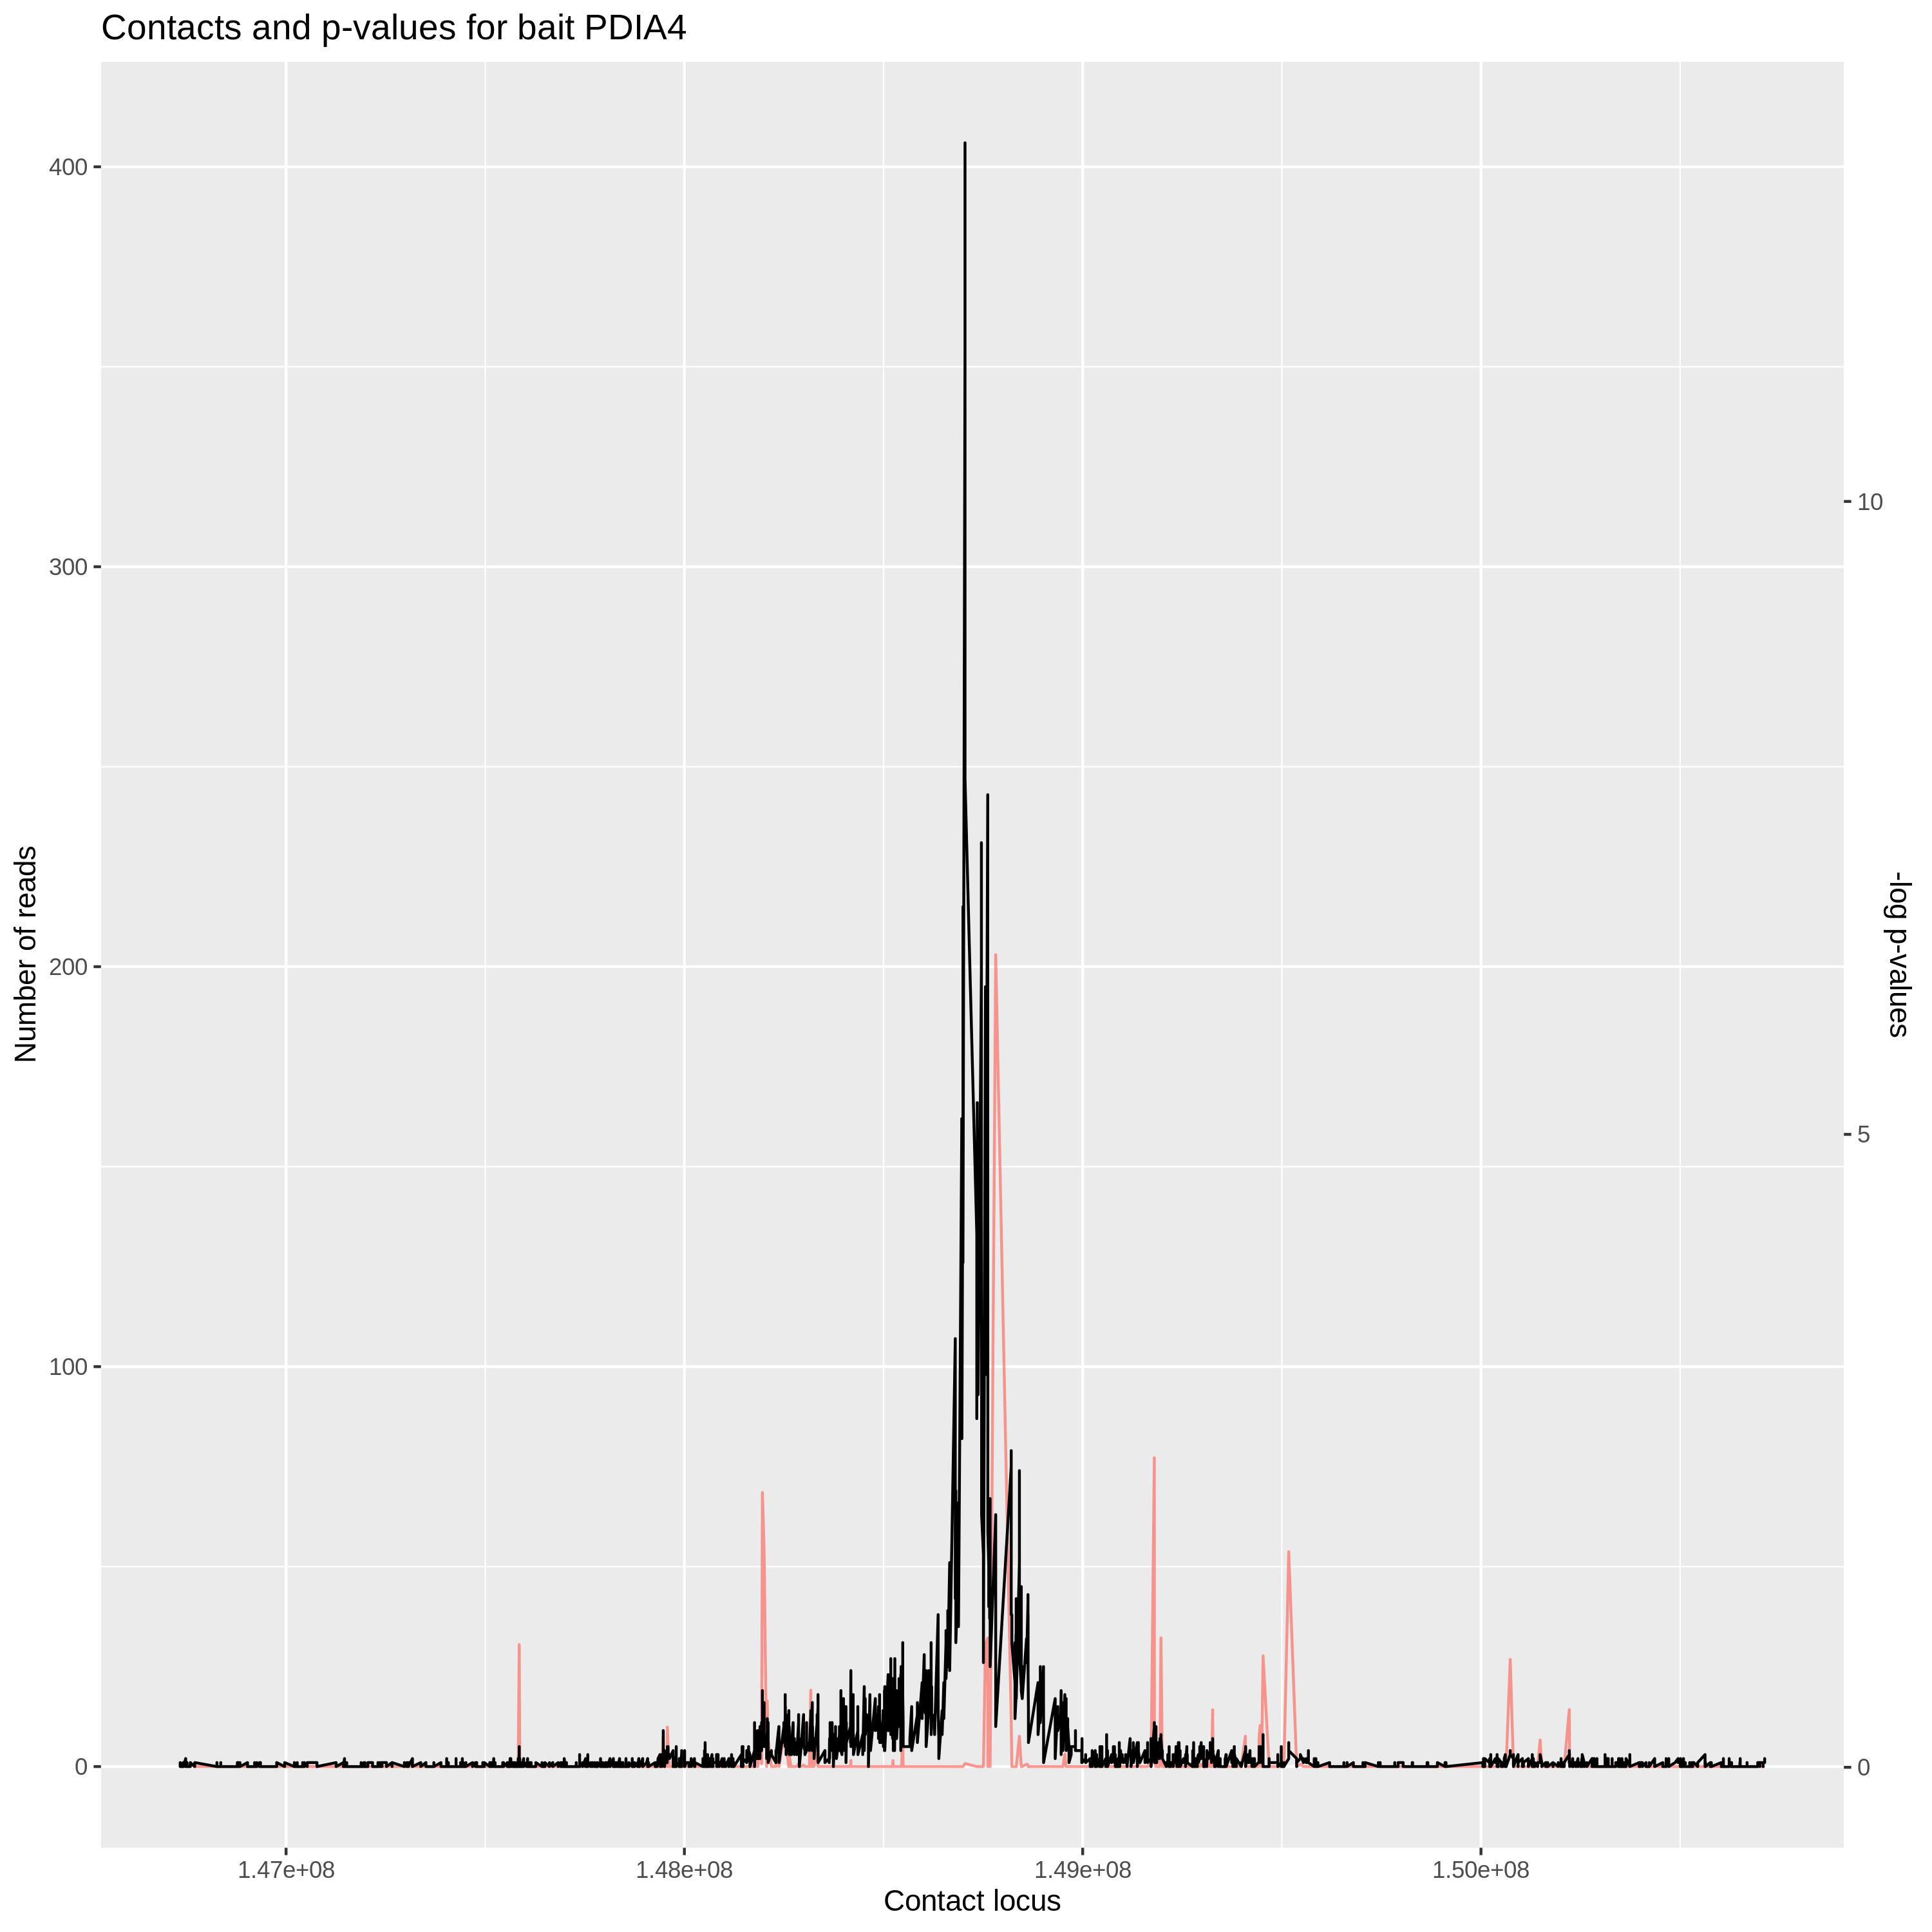 Contacts and p-values for bait PDIA4
400
300
200
100
0
Number of reads
10
5
0
-log p-values
1.47e+08
1.48e+08
1.49e+08
1.50e+08
Contact locus